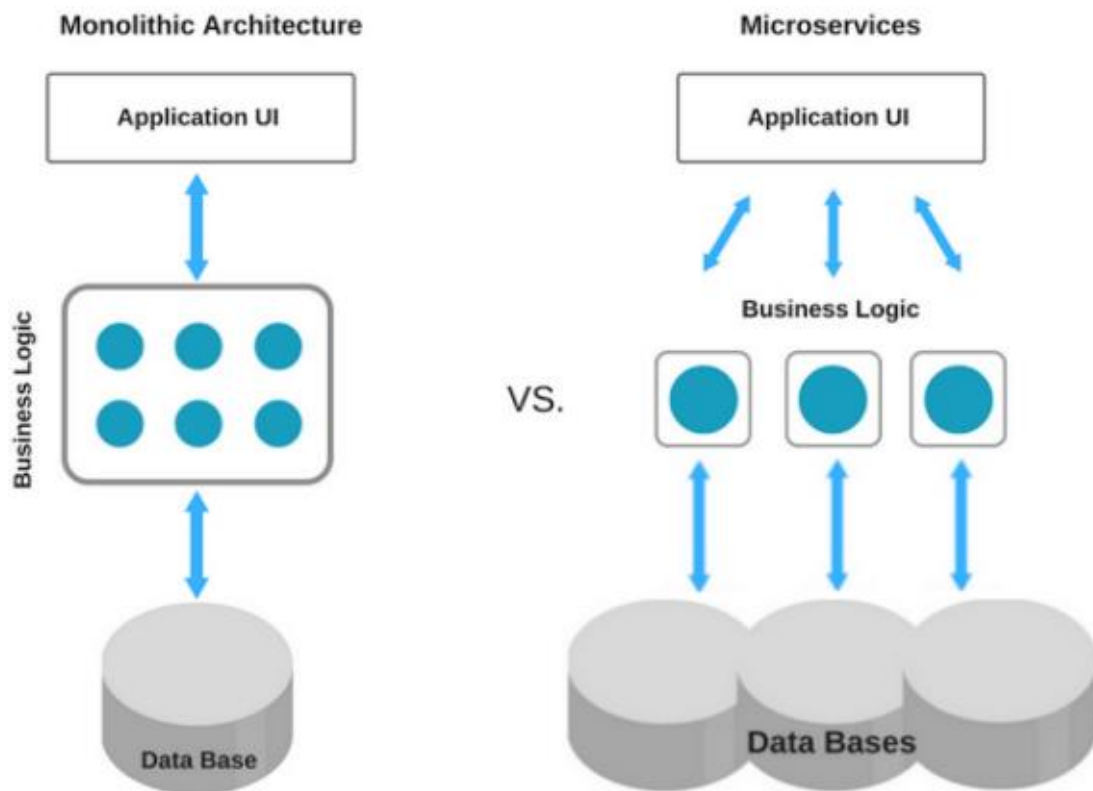 Monolithic Architecture
Application UI
Business Logic
Data Base
VS.
Microservices
Application UI
Business Logic
Data Bases